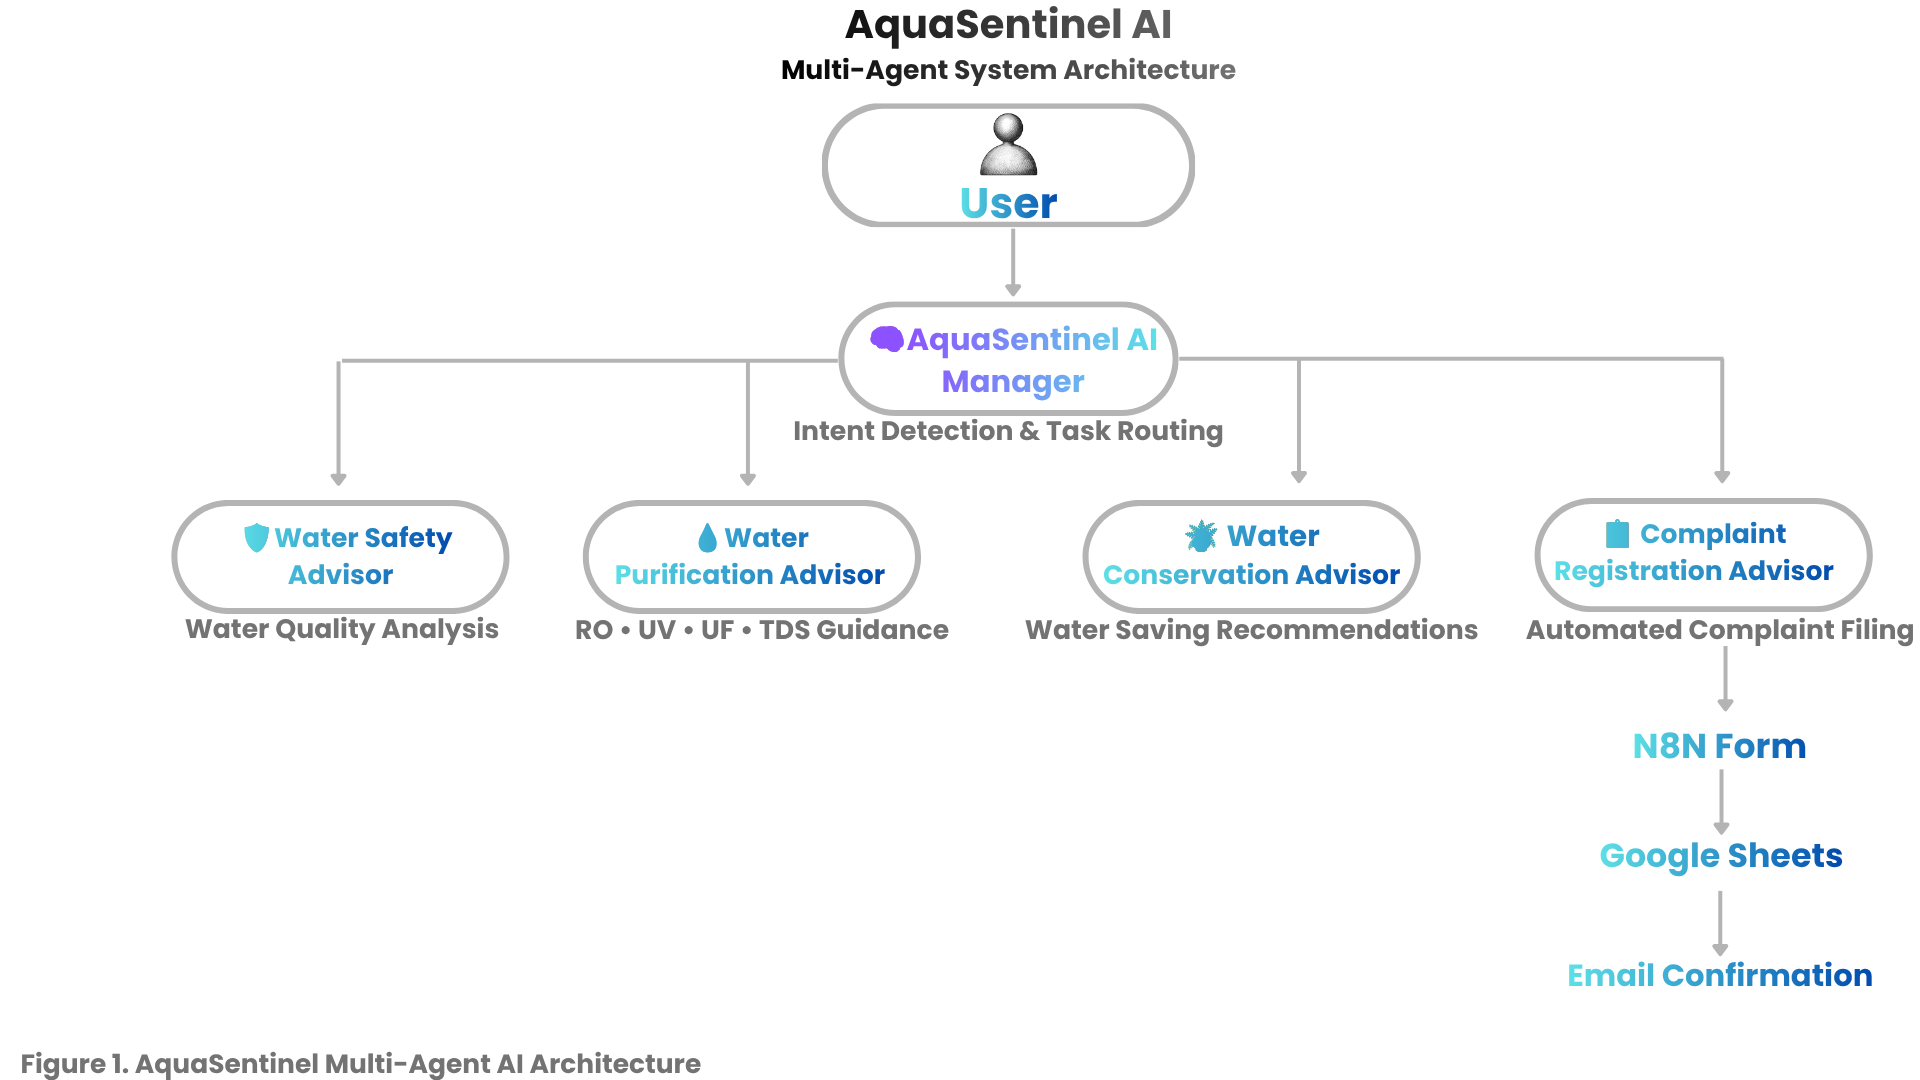 AquaSentinel AI
Multi-Agent System Architecture
User
AquaSentinel AI
Manager
Intent Detection & Task Routing
Water Safety
Advisor
Water Quality Analysis
Water
Purification Advisor
RO • UV • UF • TDS Guidance
Water
Conservation Advisor
Water Saving Recommendations
Complaint
Registration Advisor
Automated Complaint Filing
N8N Form
Google Sheets
Email Confirmation
Figure 1. AquaSentinel Multi-Agent AI Architecture